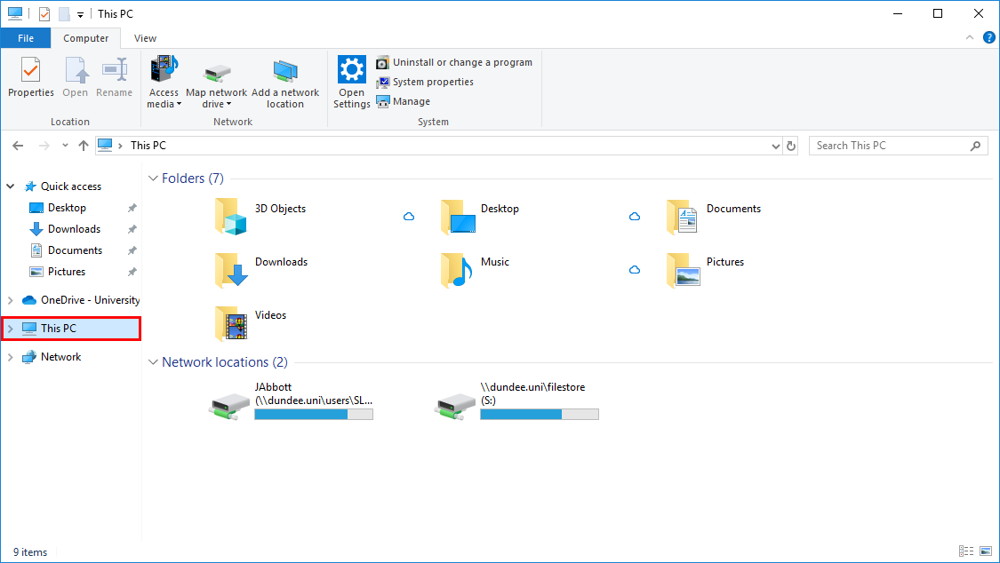 This PC
File Computer View
Properties Open Rename
Access media Map network drive Add a network location
Open Settings
Uninstall or change a program
System properties
Manage
Location Network System
This PC
Search This PC
Quick access
Desktop
Downloads
Documents
Pictures
OneDrive - University
This PC
Network
Folders (7)
3D Objects Desktop Documents
Downloads Music Pictures
Videos
Network locations (2)
JAbbott
(\\dundee.uni\users\SL...
\\dundee.uni\filestore
(S:)
9 items